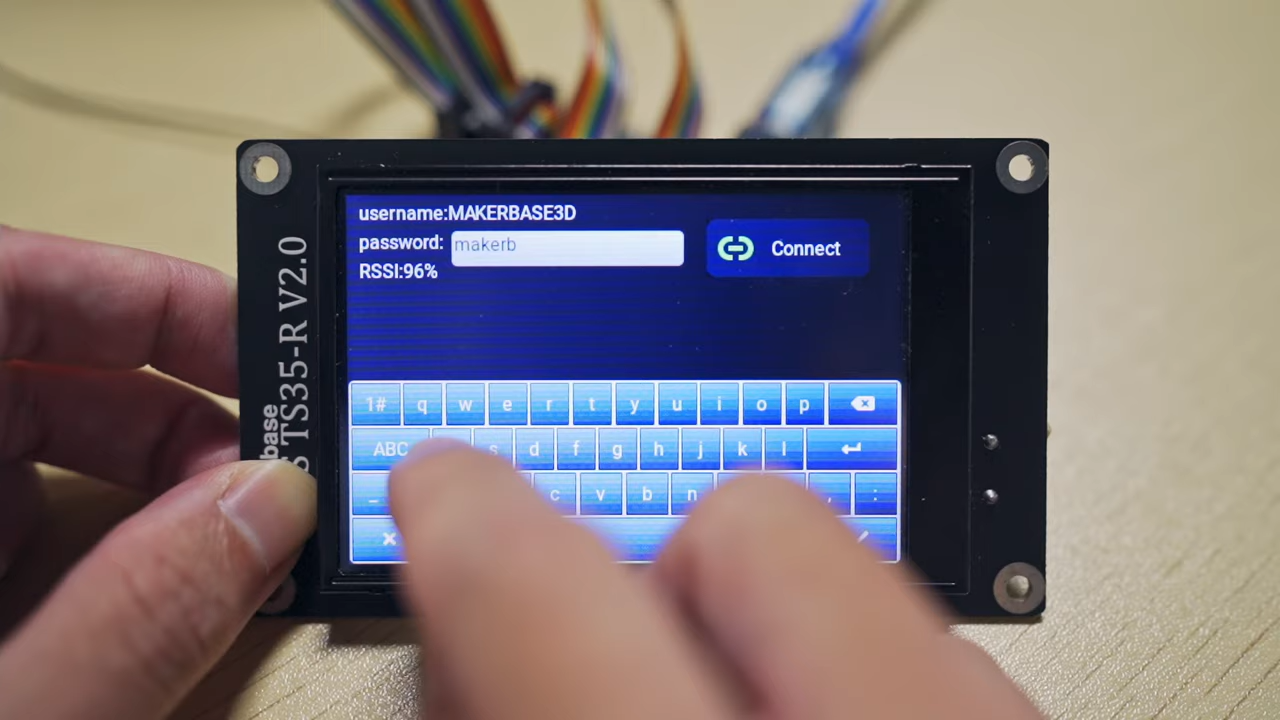 username:MAKERBASE3D
password: makerb
RSSI:96%
Connect
1# q w e r t y u i o p
ABC s d f g h j k l
_ c v b n , :
base
TS35-R V2.0